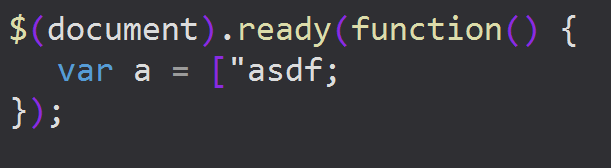 $(document).ready(function() {
var a = ["asdf;
});